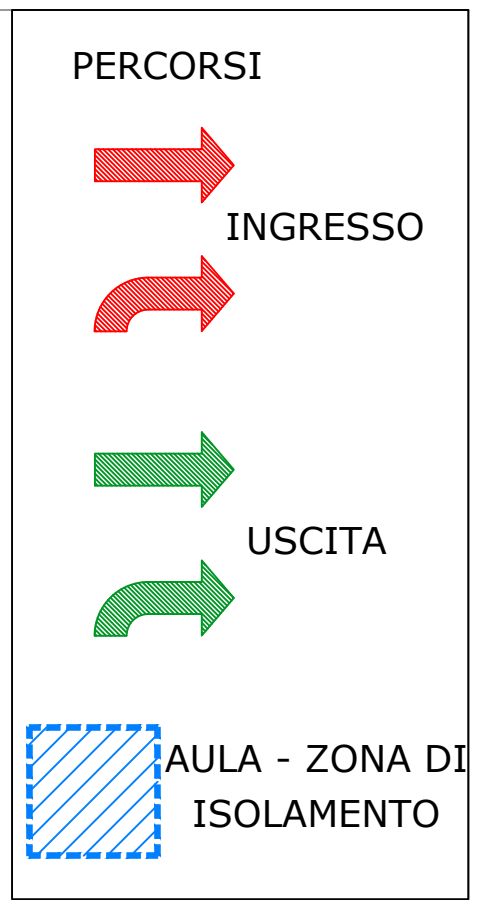 PERCORSI
INGRESSO
USCITA
AULA - ZONA DI
ISOLAMENTO